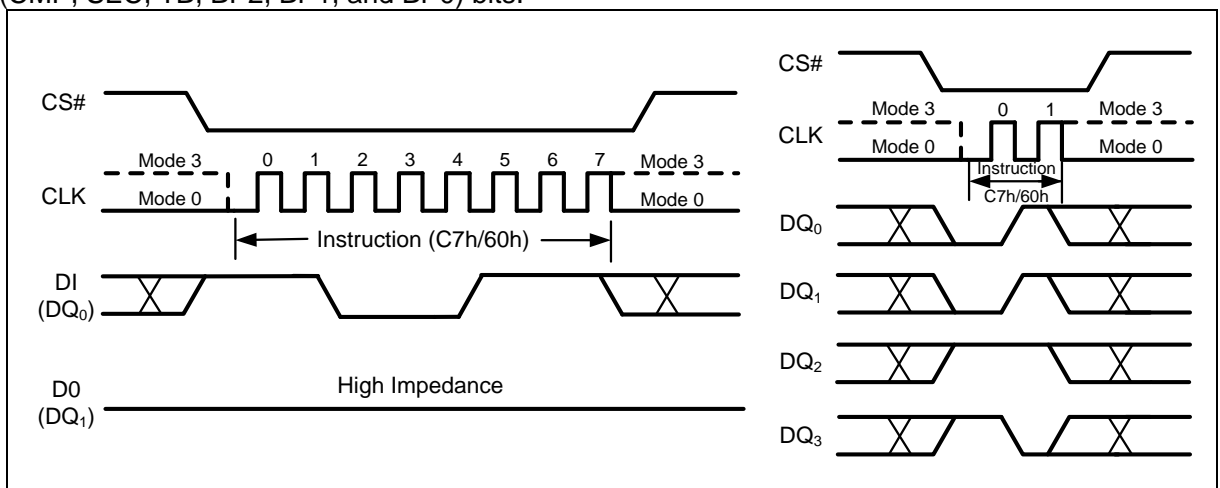 (CMP, SEC, TB, BP2, BP1, and BP0) bits.
CS#
Mode 3 0 1 2 3 4 5 6 7 Mode 3
CLK
Mode 0 Mode 0
Instruction (C7h/60h)
DI
(DQ0)
High Impedance
D0
(DQ1)
CS#
Mode 3 0 1 Mode 3
CLK
Mode 0 Mode 0
Instruction
C7h/60h
DQ0
DQ1
DQ2
DQ3